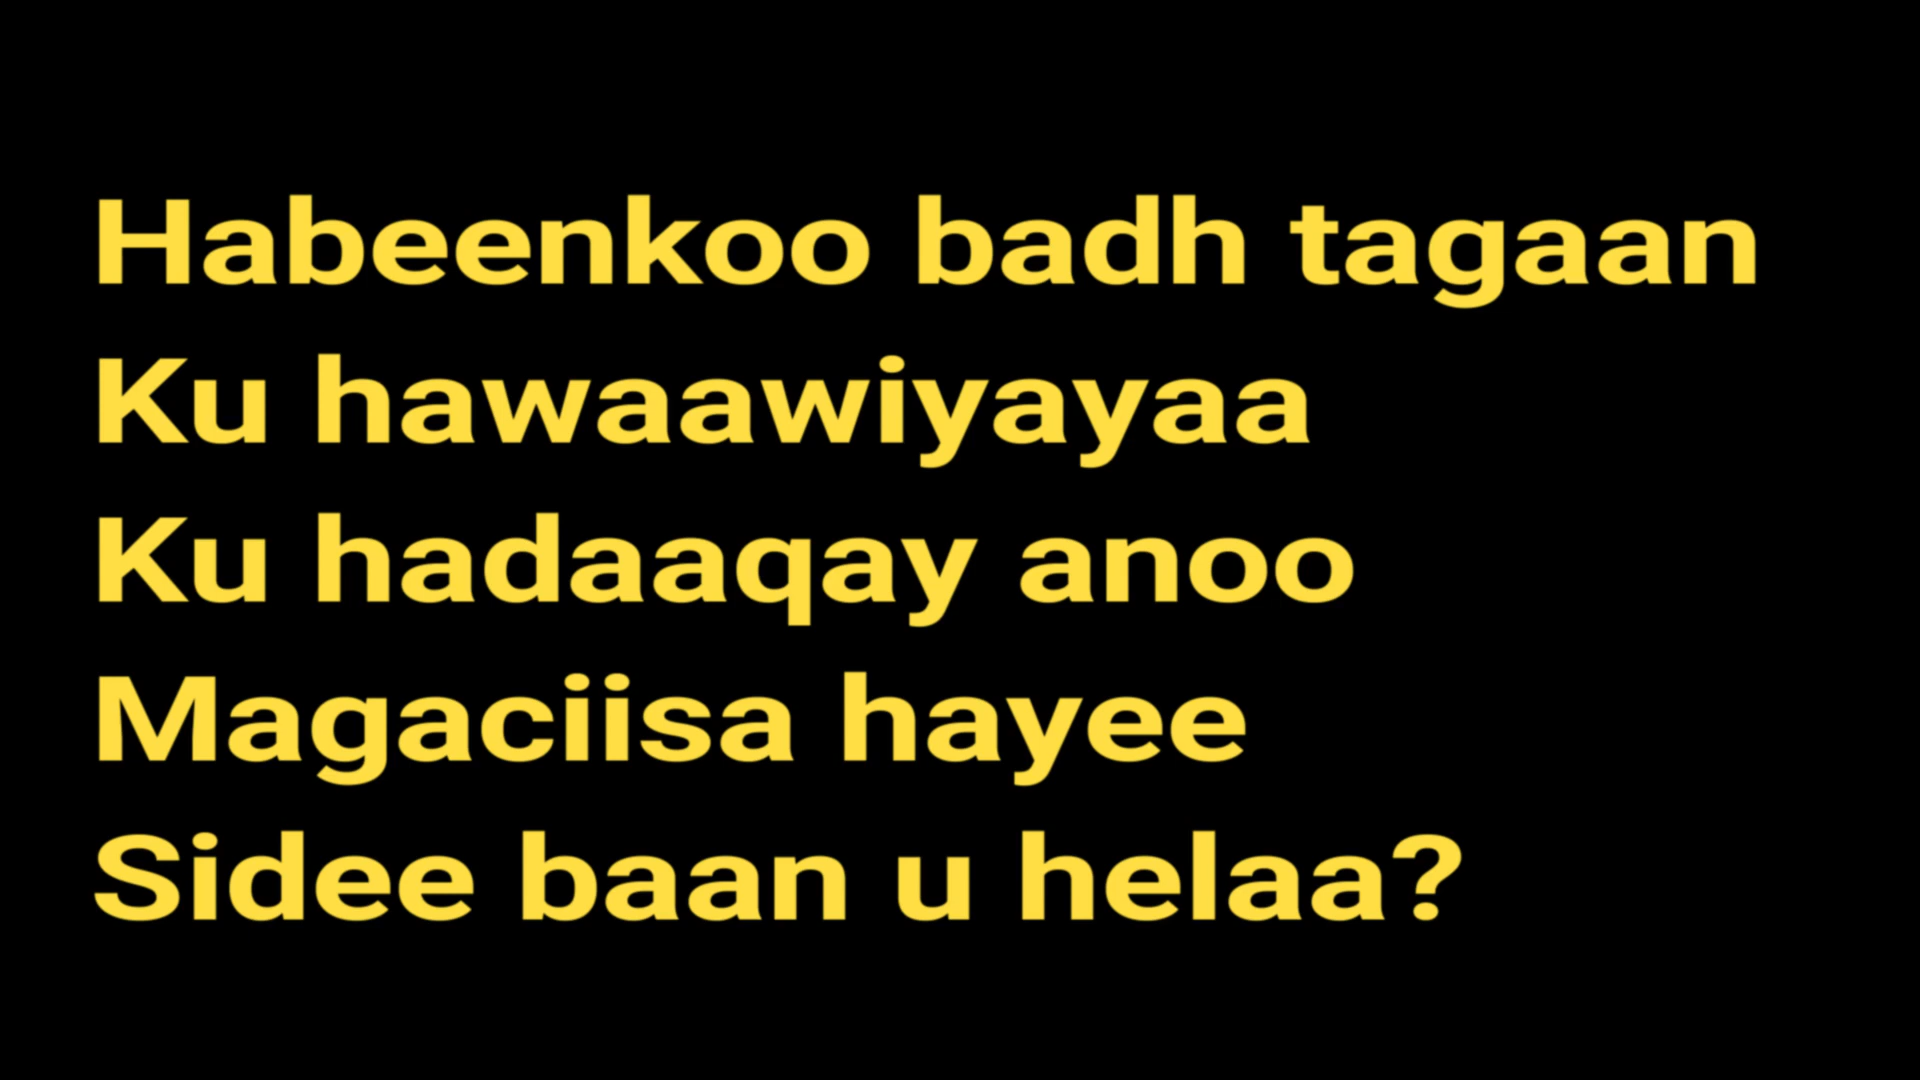 Habeenkoo badh tagaan
Ku hawaawiyayaa
Ku hadaaqay anoo
Magaciisa hayee
Sidee baan u helaa?